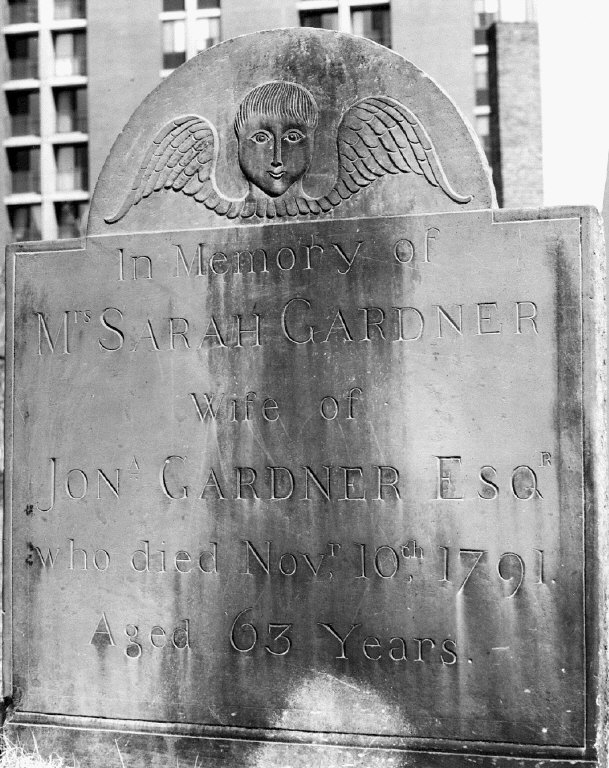 In Memory of
Mrs SARAH GARDNER
Wife of
JONA GARDNER ESQR
who died Novr, 10th, 1791.
Aged 63 Years.